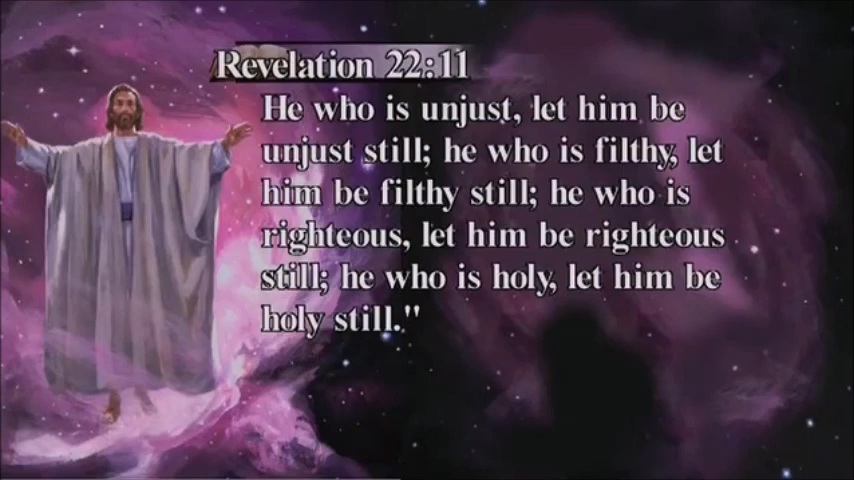 Revelation 22:11
He who is unjust, let him be
unjust still; he who is filthy, let
him be filthy still; he who is
righteous, let him be righteous
still; he who is holy, let him be
holy still."